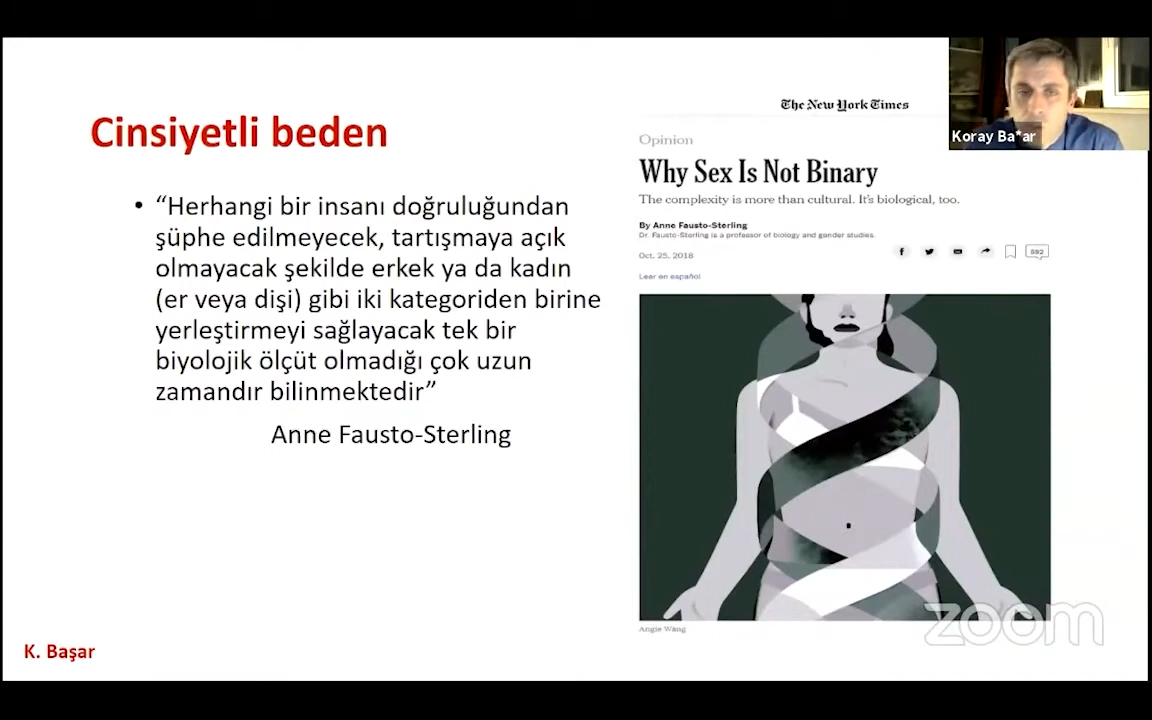 Cinsiyetli beden
• “Herhangi bir insanı doğruluğundan
şüphe edilmeyecek, tartışmaya açık
olmayacak şekilde erkek ya da kadın
(er veya dişi) gibi iki kategoriden birine
yerleştirmeyi sağlayacak tek bir
biyolojik ölçüt olmadığı çok uzun
zamandır bilinmektedir”
Anne Fausto-Sterling
K. Başar
The New York Times
Opinion
Why Sex Is Not Binary
The complexity is more than cultural. It’s biological, too.
By Anne Fausto-Sterling
Dr. Fausto-Sterling is a professor of biology and gender studies.
Oct. 25, 2018
592
Leer en español
Angie Wang
Koray Ba*ar
zoom